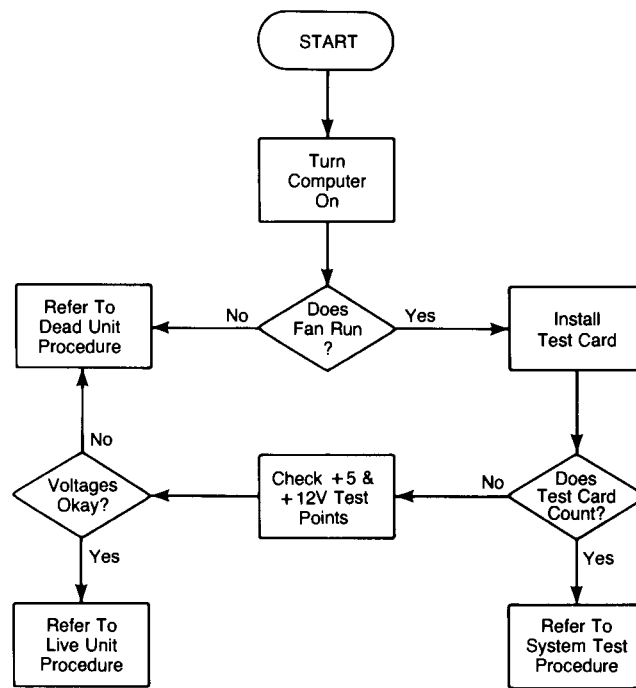 START
Turn
Computer
On
Does
Fan Run
?
No
Yes
Refer To
Dead Unit
Procedure
Install
Test Card
No
Voltages
Okay?
Check +5 &
+12V Test
Points
No
Does
Test Card
Count?
Yes
Yes
Refer To
Live Unit
Procedure
Refer To
System Test
Procedure